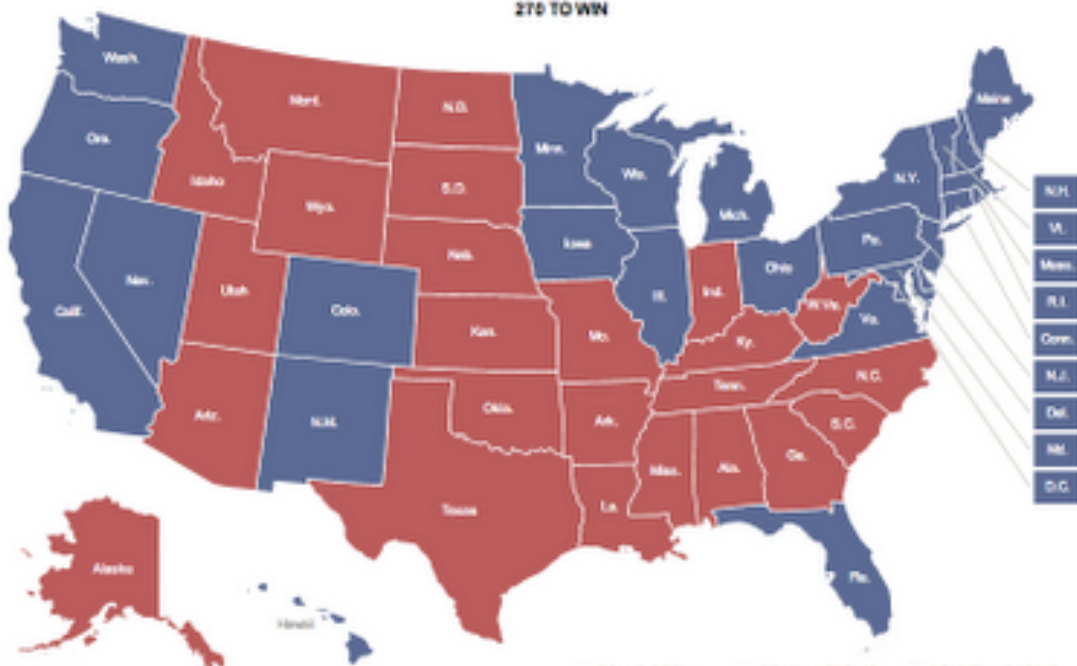 270 TO WIN
Wash.
Maine
Mont.
N.D.
Ore.
Minn.
Idaho
S.D.
Wis.
N.Y.
N.H.
Wyo.
Mich.
Vt.
Iowa
Pa.
Neb.
Mass.
Nev.
Utah
Ohio
Ill.
Ind.
R.I.
Calif.
Colo.
W.Va.
Va.
Conn.
Kan.
Mo.
Ky.
N.J.
N.C.
Tenn.
Del.
Ariz.
N.M.
Okla.
Ark.
S.C.
Md.
Miss.
Ala.
Ga.
D.C.
Texas
La.
Alaska
Fla.
Hawaii